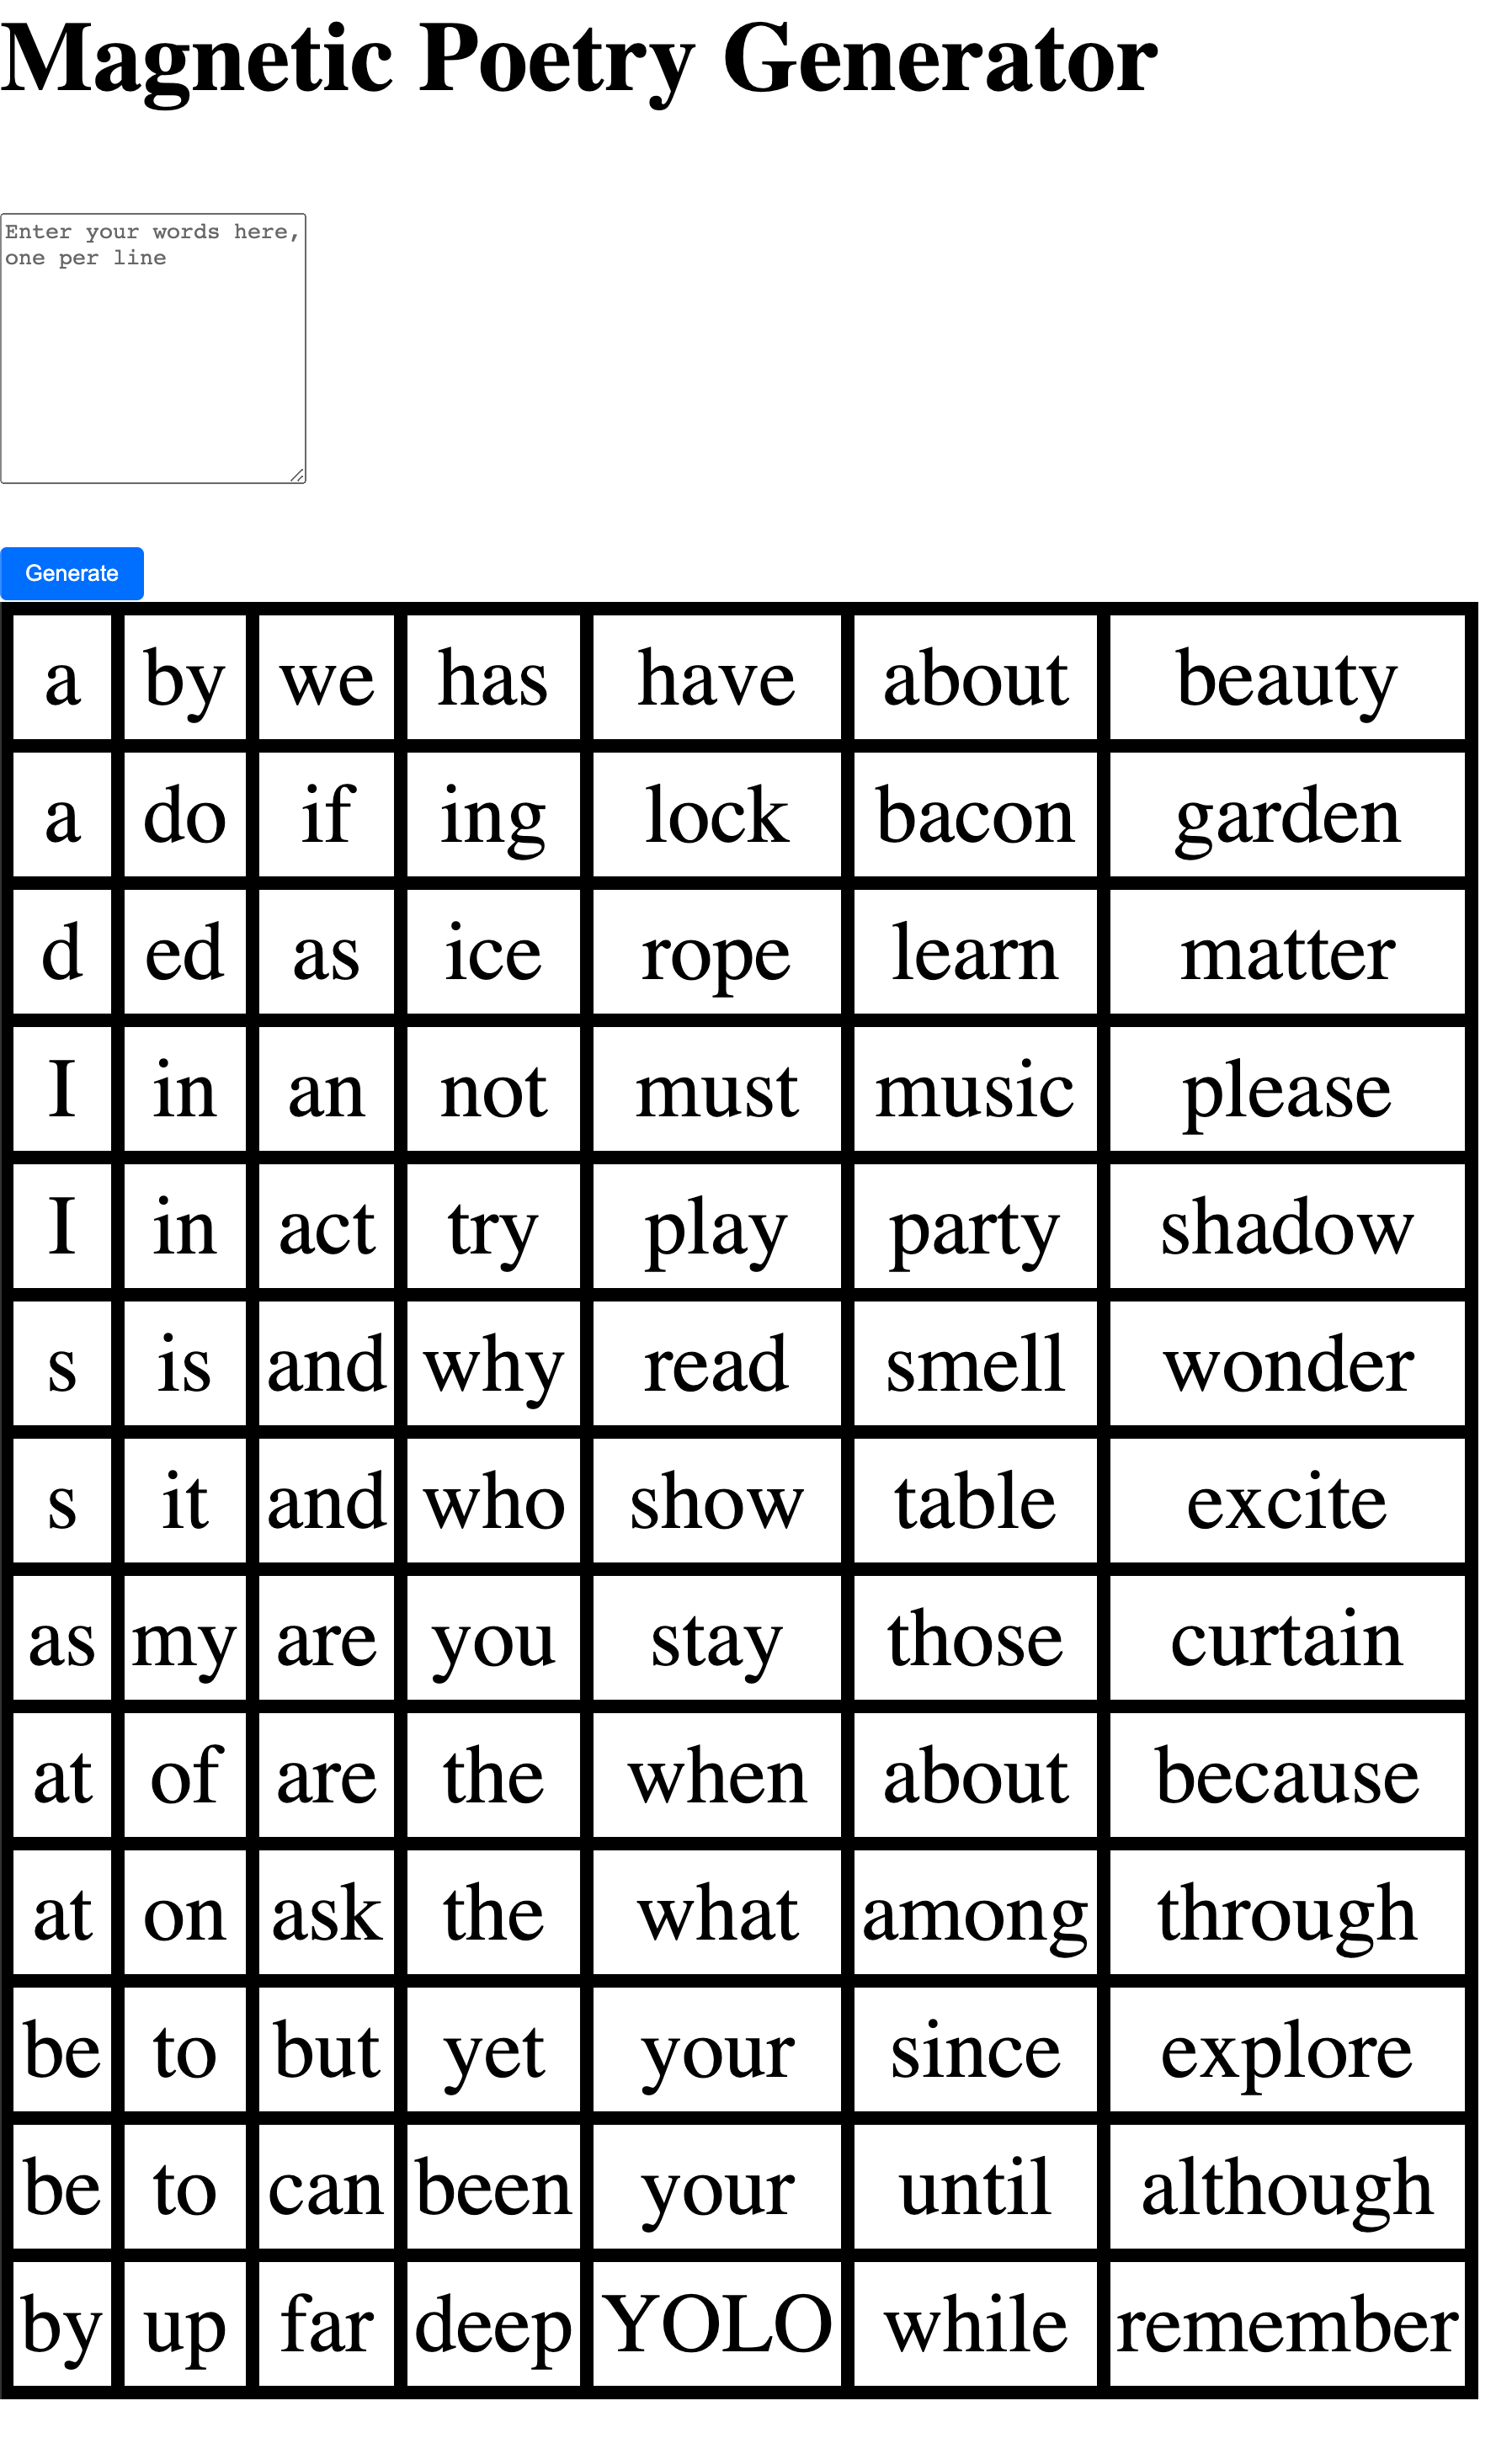 Magnetic Poetry Generator
Enter your words here,
one per line
Generate
a by we has have about beauty
a do if ing lock bacon garden
d ed as ice rope learn matter
I in an not must music please
I in act try play party shadow
s is and why read smell wonder
s it and who show table excite
as my are you stay those curtain
at of are the when about because
at on ask the what among through
be to but yet your since explore
be to can been your until although
by up far deep YOLO while remember